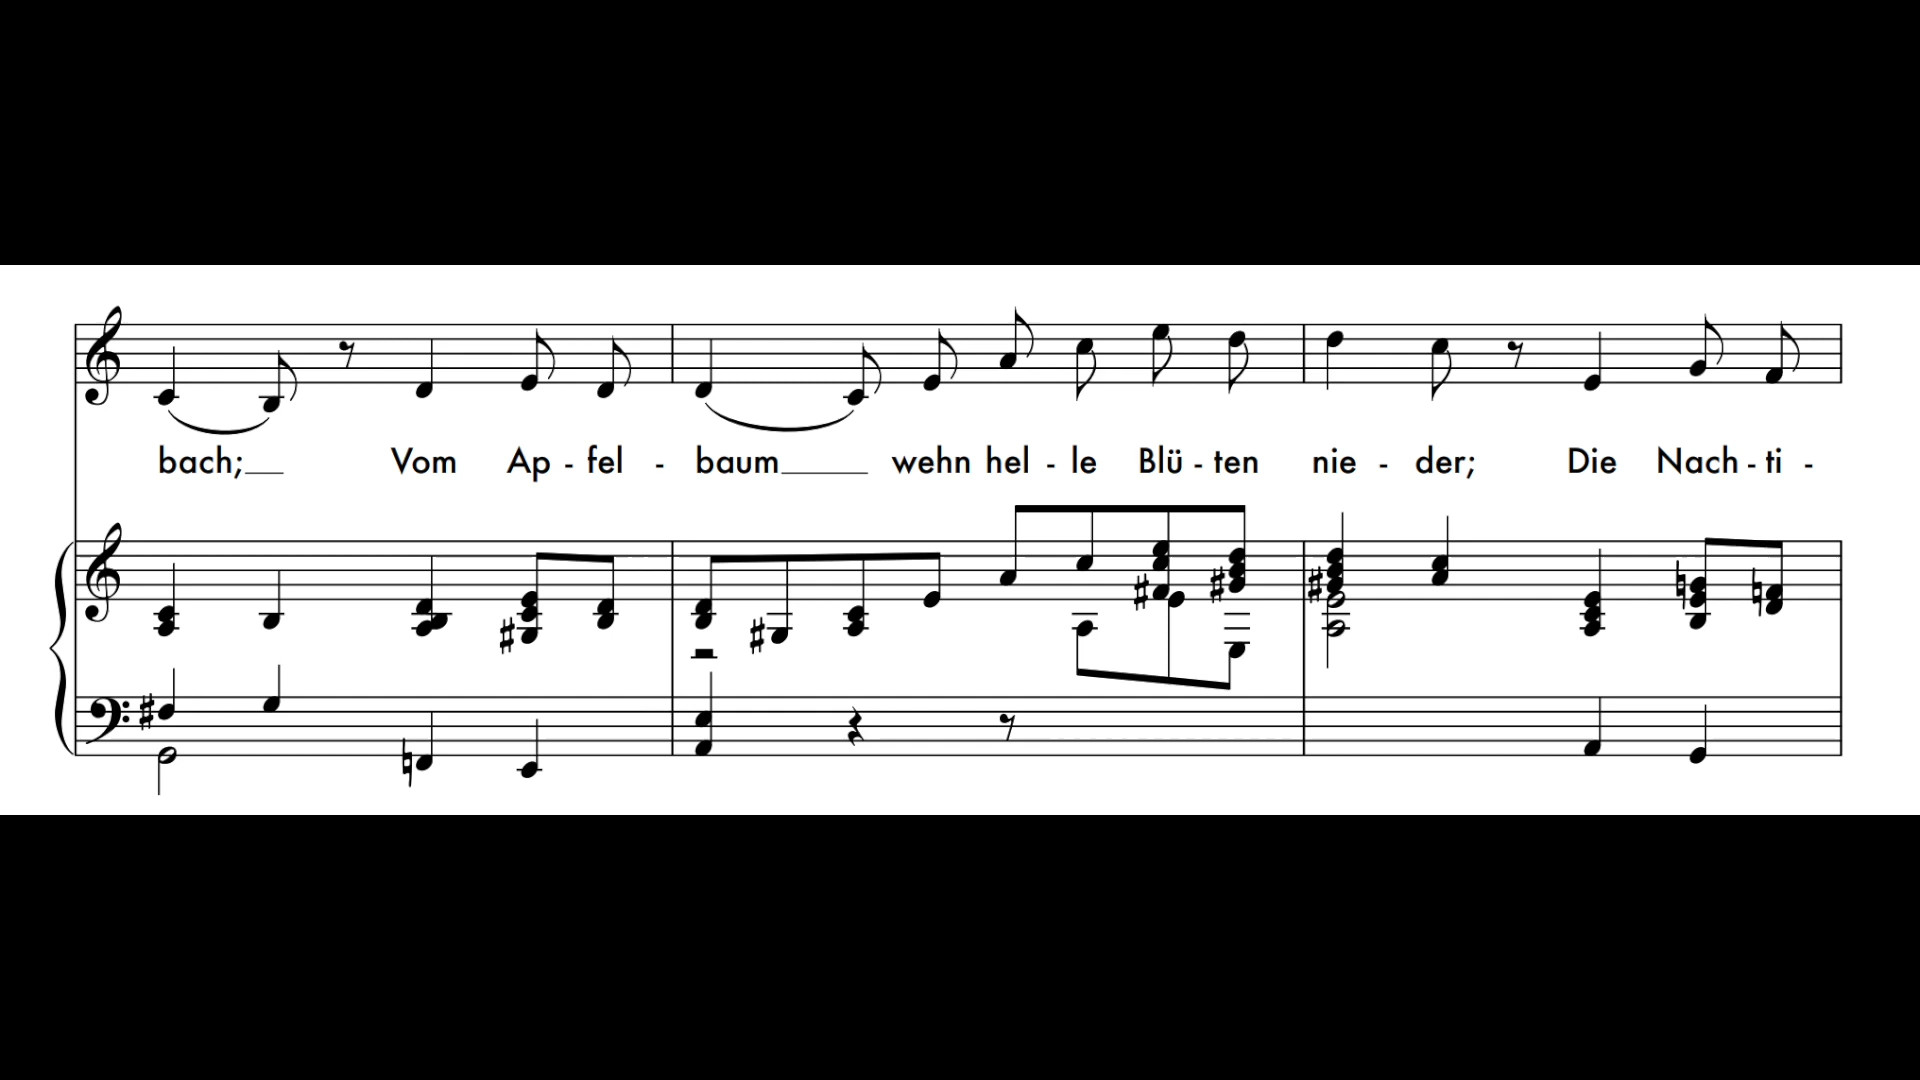 bach; Vom Ap - fel - baum wehn hel - le Blü - ten nie - der; Die Nach - ti -